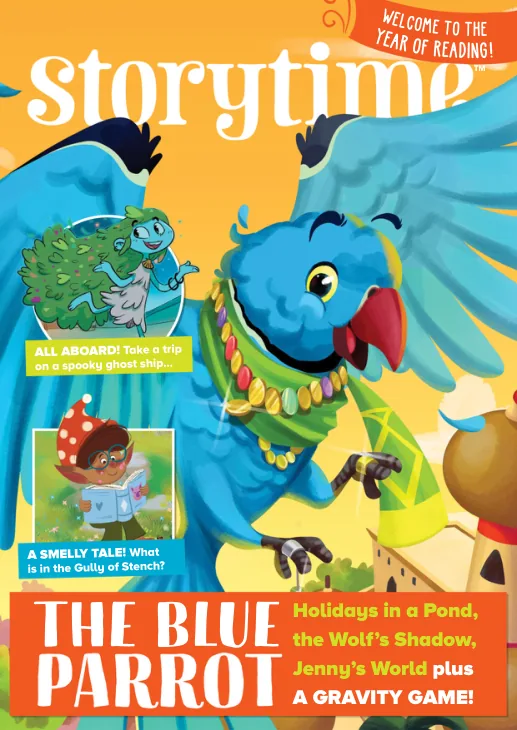 WELCOME TO THE
YEAR OF READING!
storytime™
ALL ABOARD! Take a trip
on a spooky ghost ship...
A SMELLY TALE! What
is in the Gully of Stench?
THE BLUE
PARROT
Holidays in a Pond,
the Wolf's Shadow,
Jenny's World plus
A GRAVITY GAME!